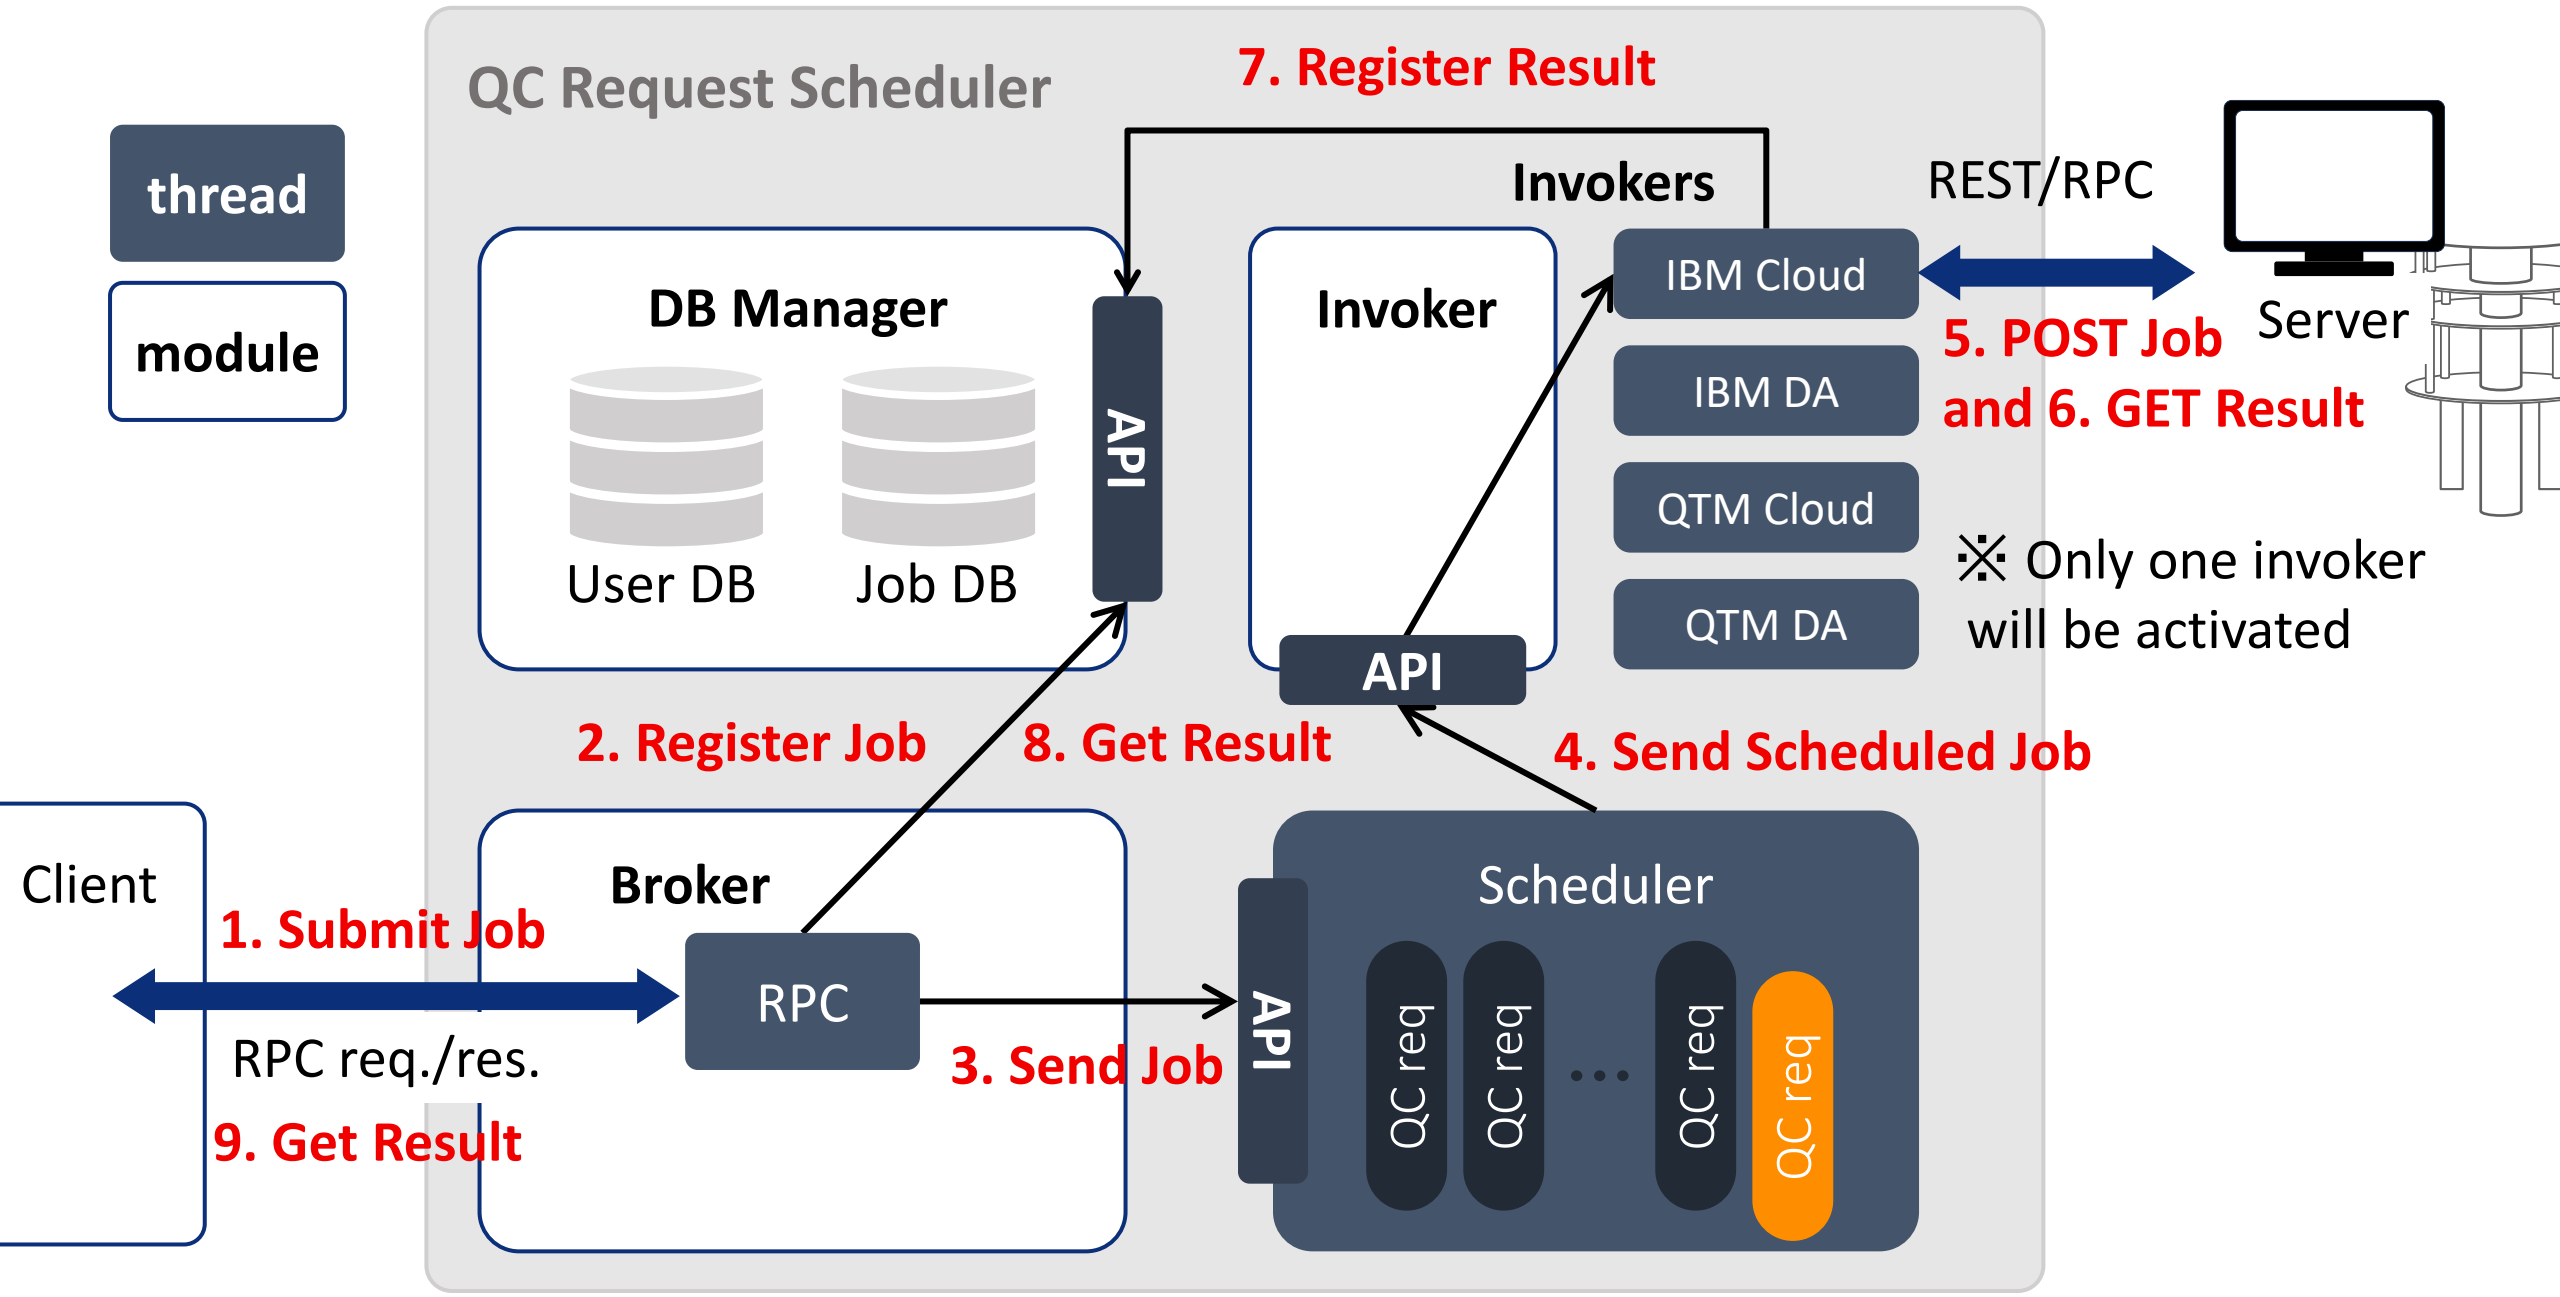 QC Request Scheduler
7. Register Result
thread
module
Invokers
REST/RPC
DB Manager
User DB
Job DB
API
Invoker
API
IBM Cloud
IBM DA
QTM Cloud
QTM DA
Server
5. POST Job
and 6. GET Result
※ Only one invoker
will be activated
2. Register Job
8. Get Result
4. Send Scheduled Job
Client
1. Submit Job
RPC req./res.
9. Get Result
Broker
RPC
3. Send Job
API
Scheduler
QC req
QC req
...
QC req
QC req